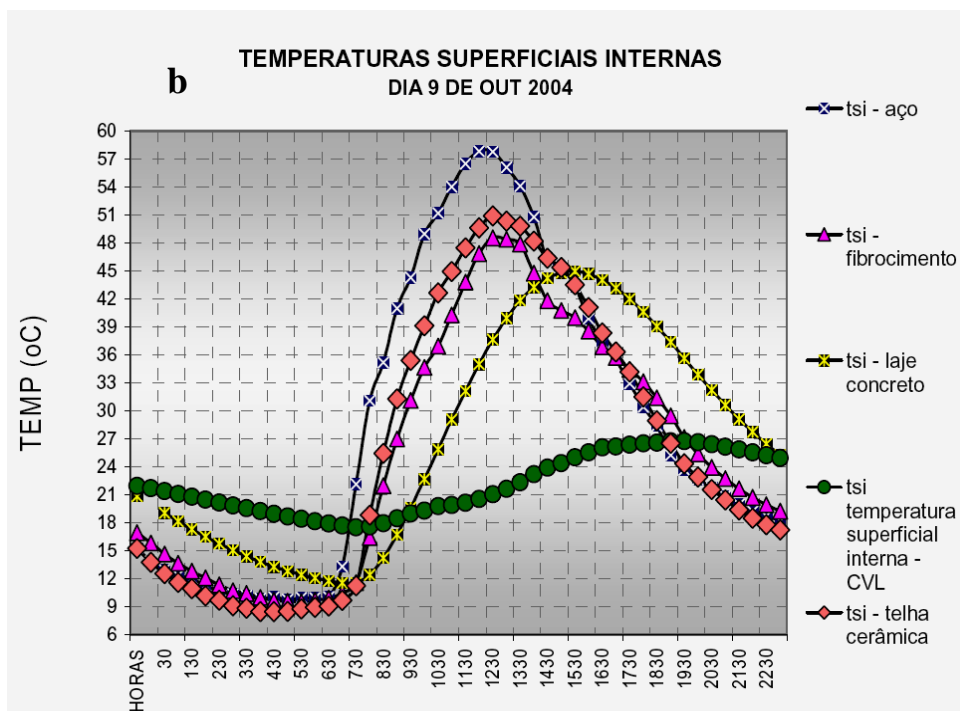 TEMPERATURAS SUPERFICIAIS INTERNAS
b
DIA 9 DE OUT 2004
tsi - aço
tsi -
fibrocimento
tsi - laje
concreto
tsi
temperatura
superficial
interna -
CVL
tsi - telha
cerâmica
TEMP (oC)
60
57
54
51
48
45
42
39
36
33
30
27
24
21
18
15
12
9
6
HORAS
30
130
230
330
430
530
630
730
830
930
1030
1130
1230
1330
1430
1530
1630
1730
1830
1930
2030
2130
2230